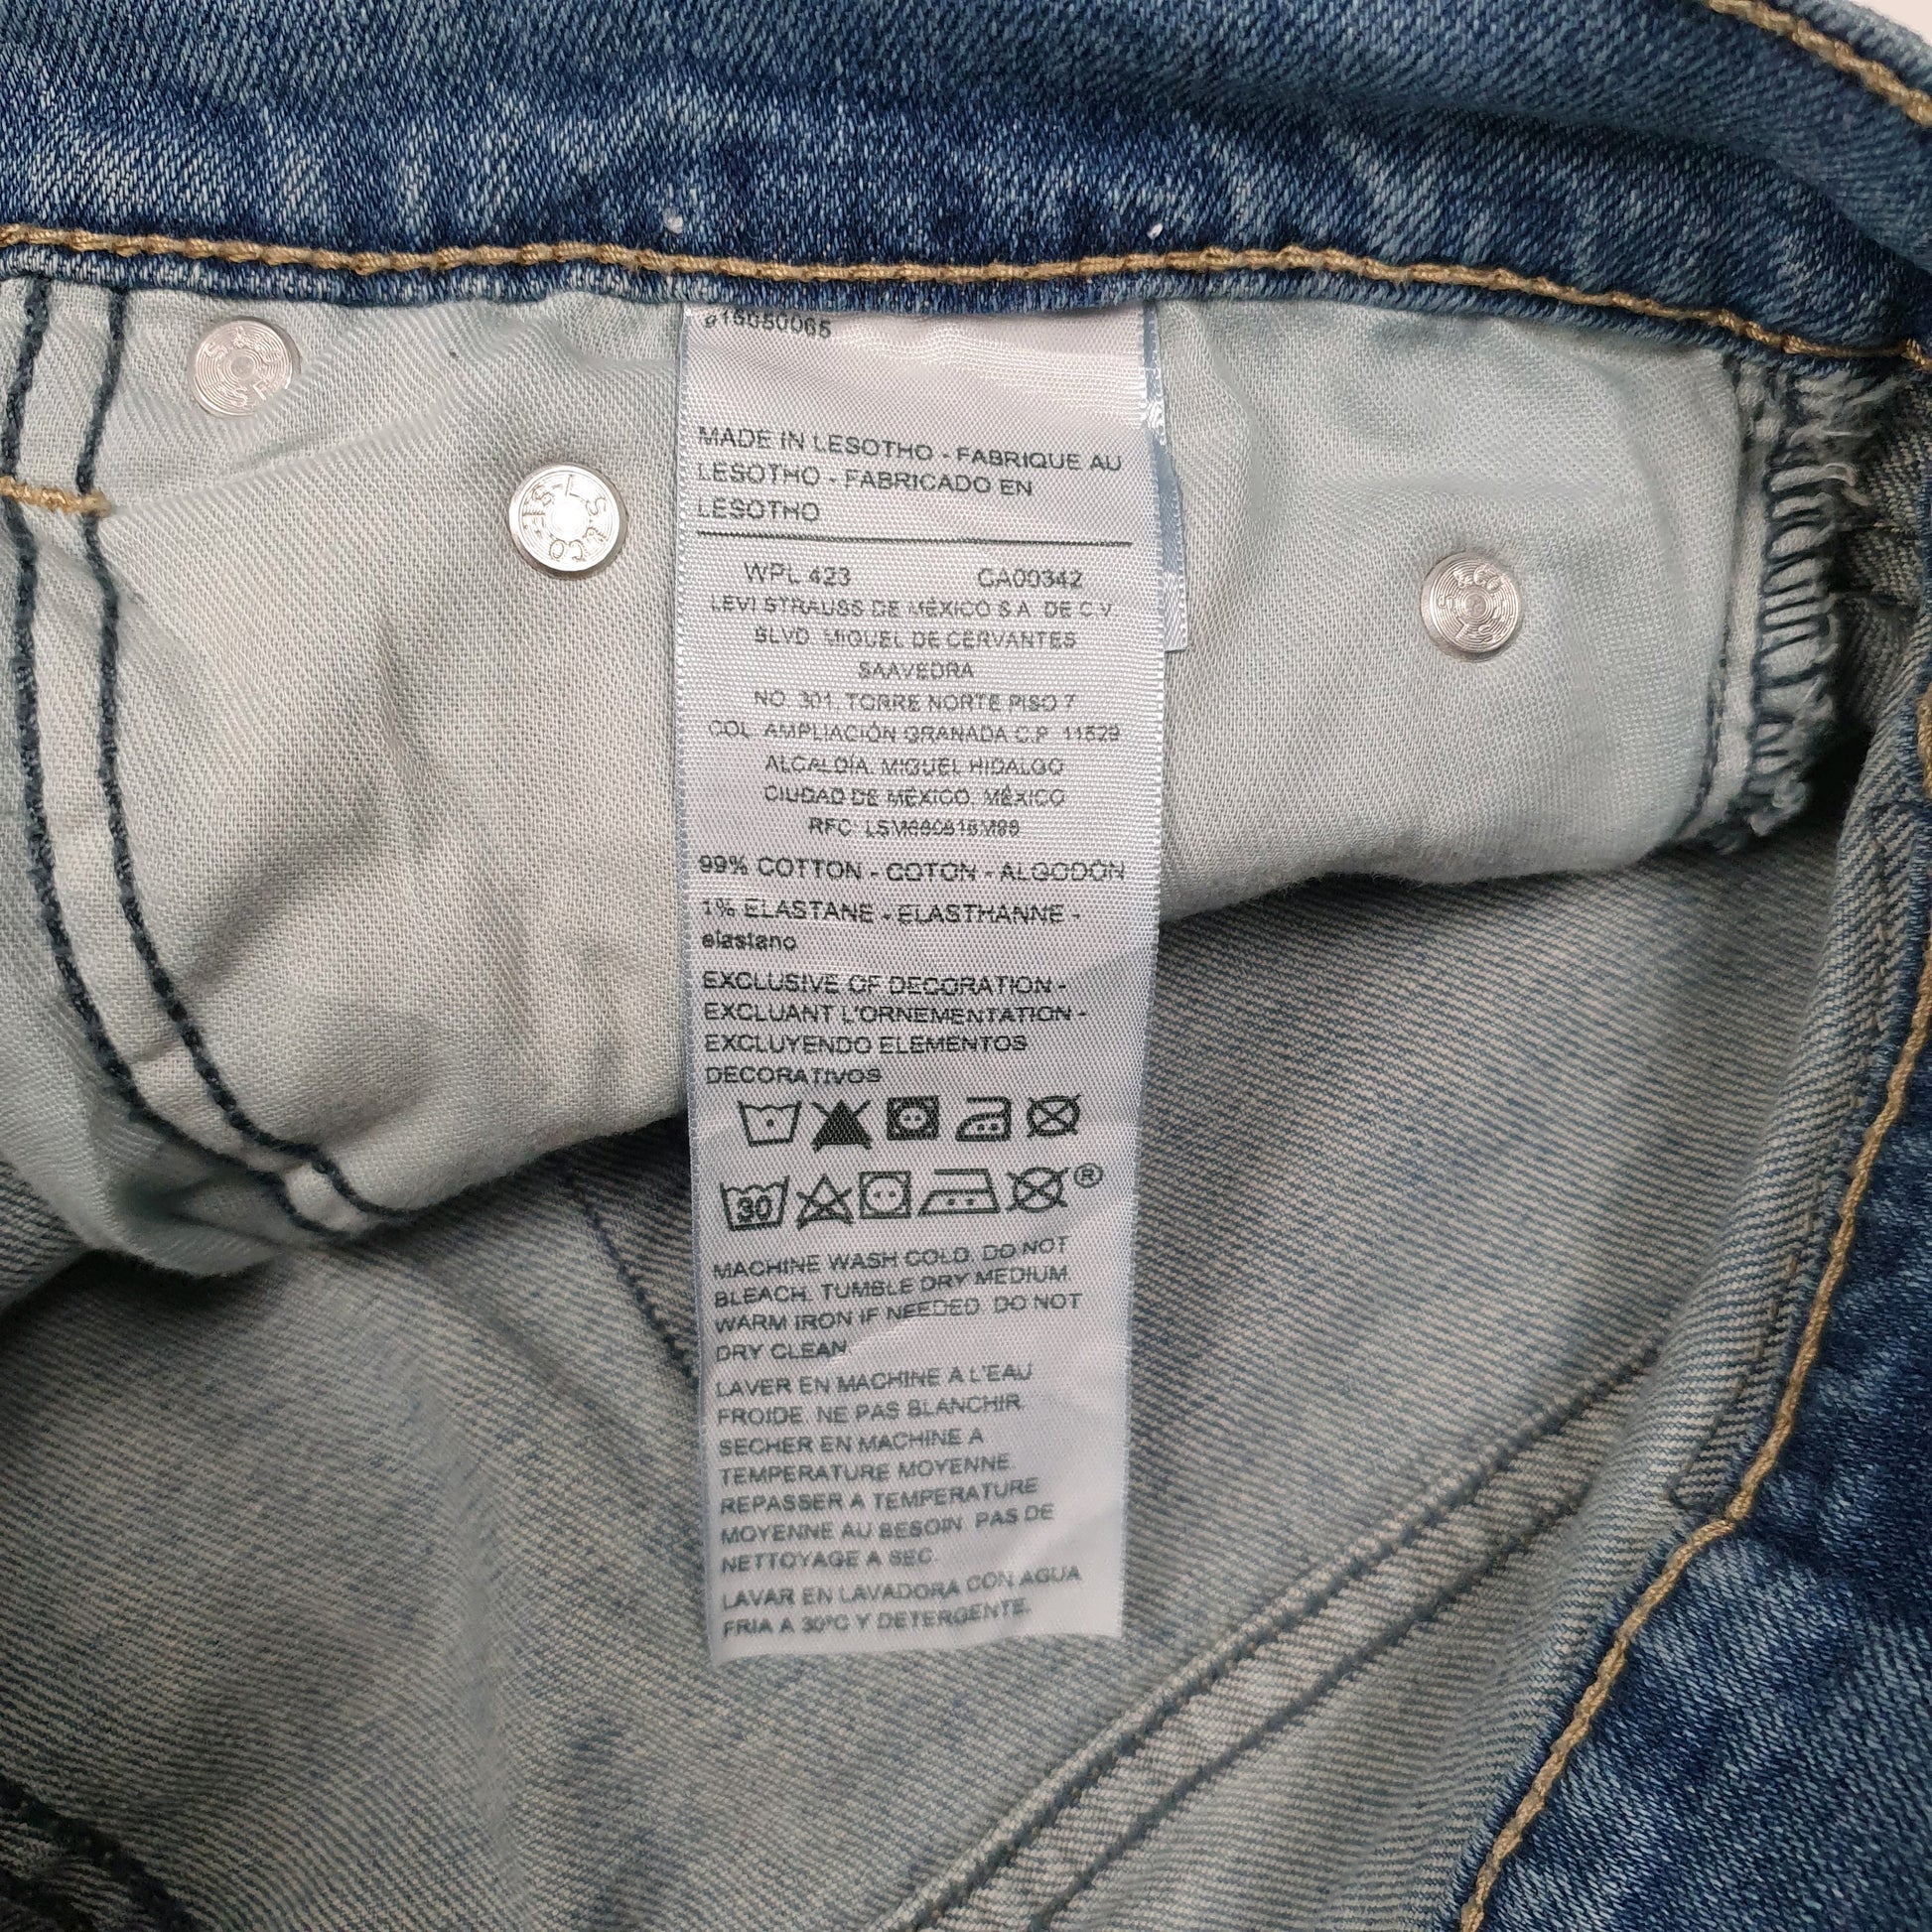 MADE IN LESOTHO - FABRIQUE AU
LESOTHO - FABRICADO EN
LESOTHO
WPL 423 CA00342
LEVI STRAUSS DE MÉXICO S.A. DE C.V.
BLVD. MIGUEL DE CERVANTES
SAAVEDRA
NO. 301, TORRE NORTE PISO 7
COL. AMPLIACIÓN GRANADA C.P. 11529
ALCALDÍA. MIGUEL HIDALGO
CIUDAD DE MÉXICO. MÉXICO
RFC:
99% COTTON - COTON - ALGODÓN
1% ELASTANE - ELASTHANNE -
elastano
EXCLUSIVE OF DECORATION -
EXCLUANT L'ORNEMENTATION -
EXCLUYENDO ELEMENTOS
DECORATIVOS
30 ®
MACHINE WASH COLD. DO NOT
BLEACH. TUMBLE DRY MEDIUM.
WARM IRON IF NEEDED. DO NOT
DRY CLEAN.
LAVER EN MACHINE A L'EAU
FROIDE. NE PAS BLANCHIR.
SECHER EN MACHINE A
TEMPERATURE MOYENNE.
REPASSER A TEMPERATURE
MOYENNE AU BESOIN. PAS DE
NETTOYAGE A SEC.
LAVAR EN LAVADORA CON AGUA
FRIA A 30°C Y DETERGENTE.